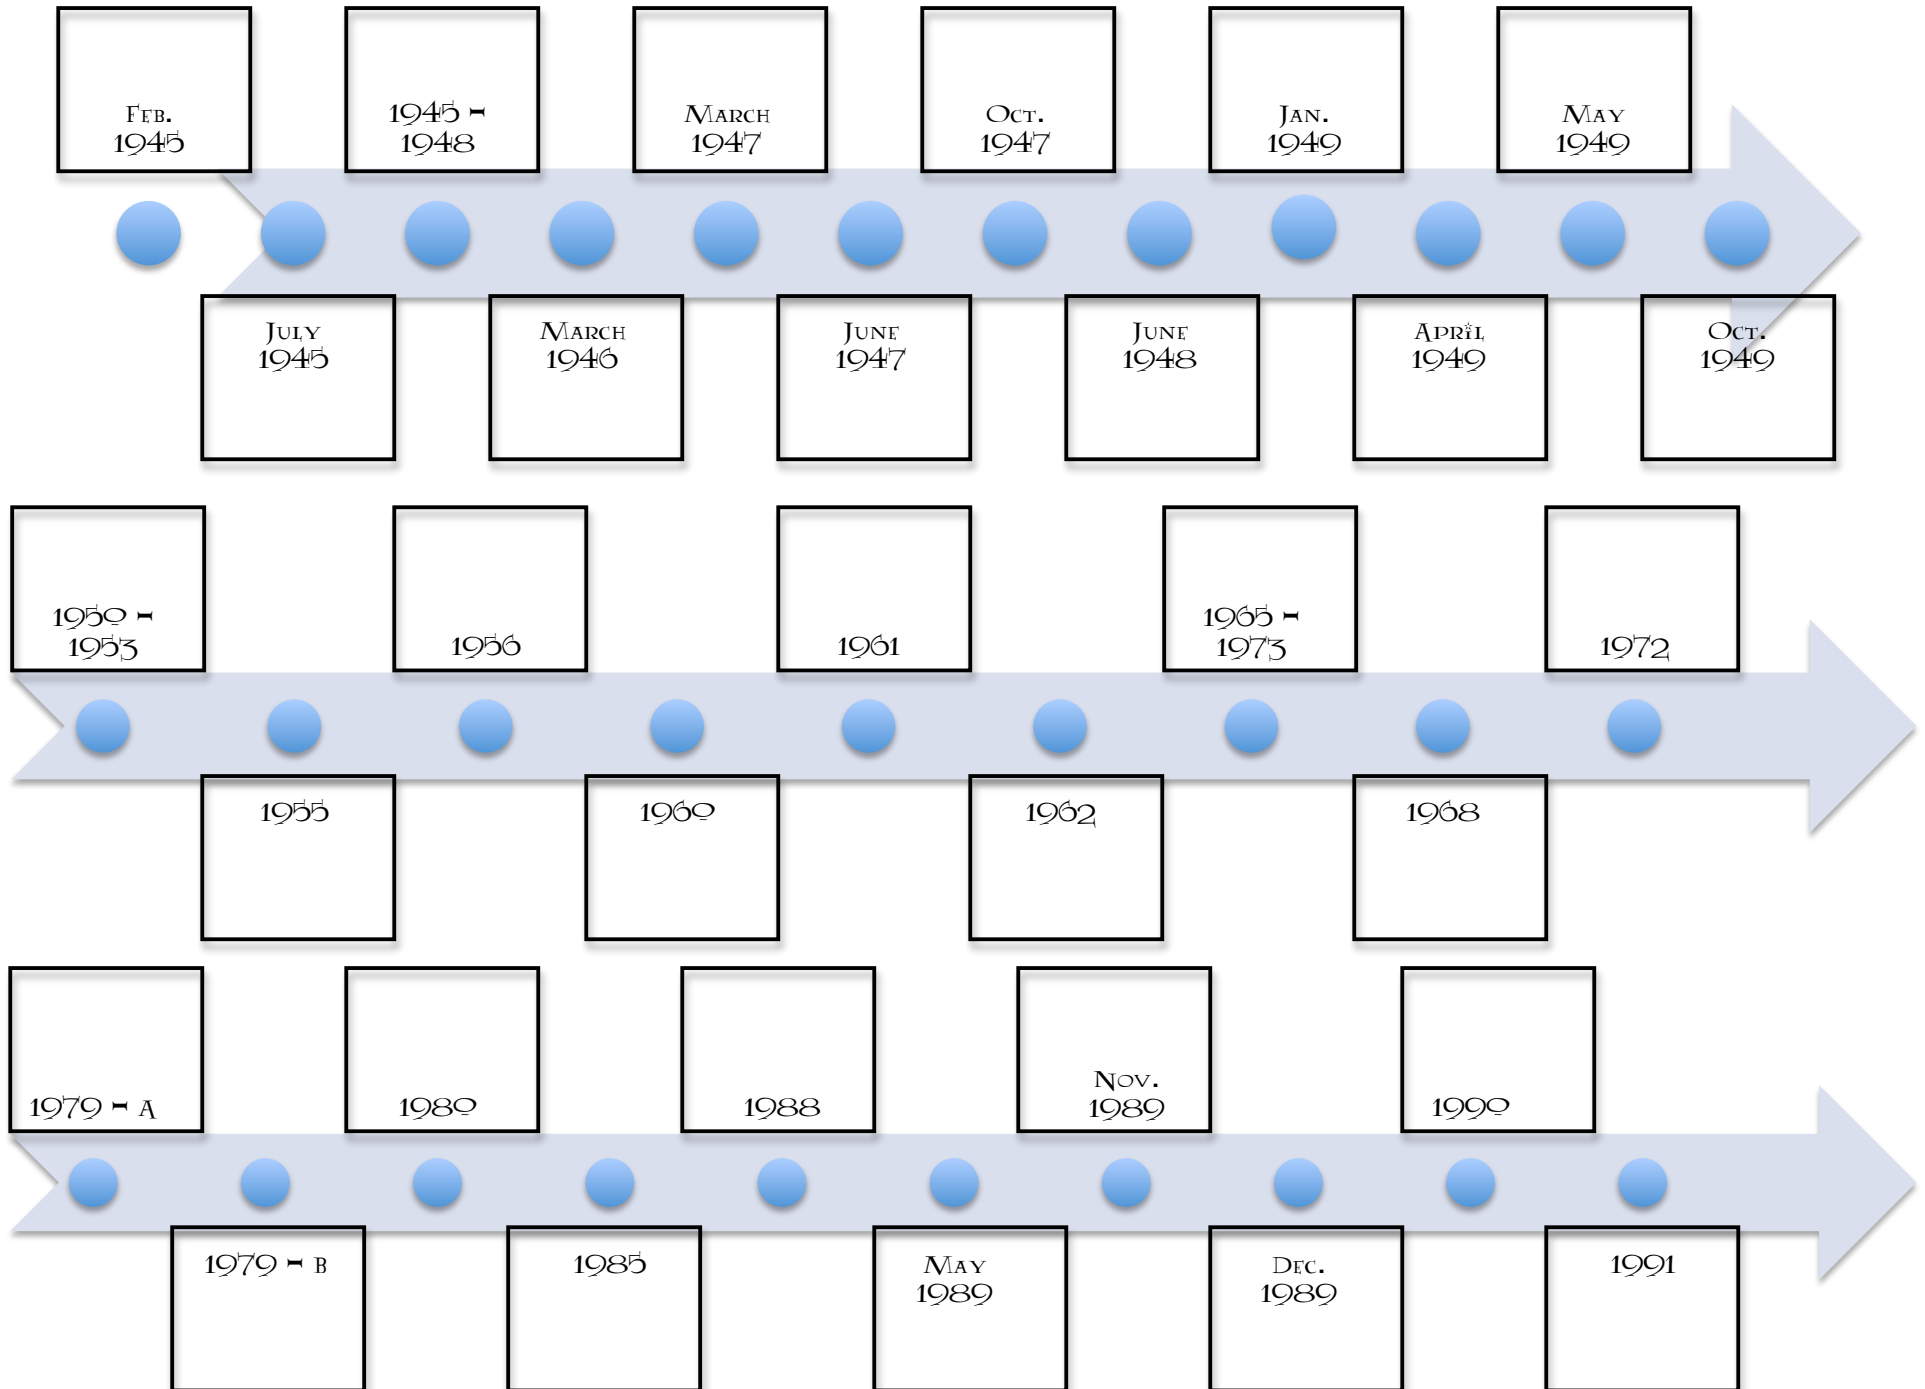 Feb.
1945
1945 -
1948
March
1947
Oct.
1947
Jan.
1949
May
1949
July
1945
March
1946
June
1947
June
1948
April
1949
Oct.
1949
1950 -
1953
1956
1961
1965 -
1973
1972
1955
1960
1962
1968
1979 - A
1980
1988
Nov.
1989
1990
1979 - B
1985
May
1989
Dec.
1989
1991